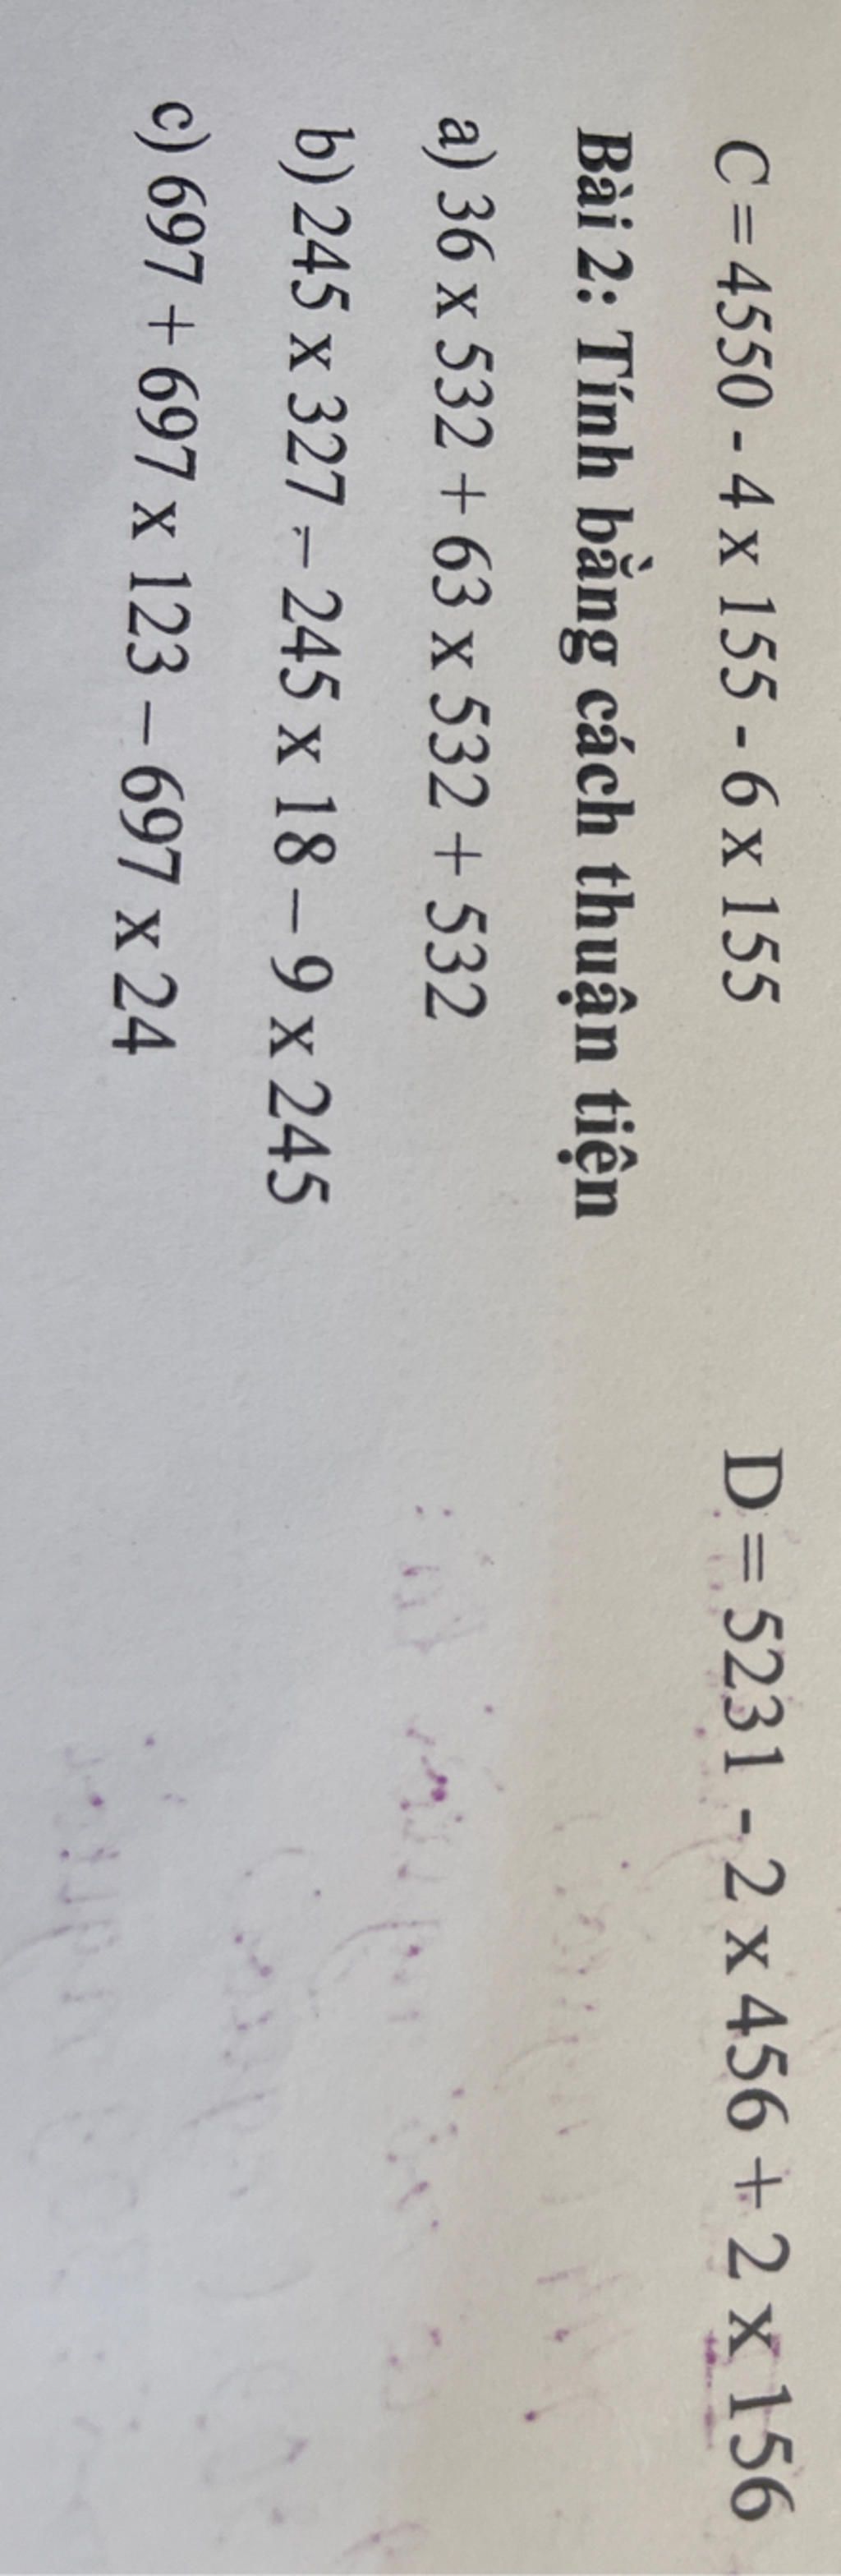 C = 4550 - 4 x 155 - 6 x 155 D = 5231 - 2 x 456 + 2 x 156
Bài 2: Tính bằng cách thuận tiện
a) 36 x 532 + 63 x 532 + 532
b) 245 x 327 – 245 x 18 – 9 x 245
c) 697 + 697 x 123 – 697 x 24